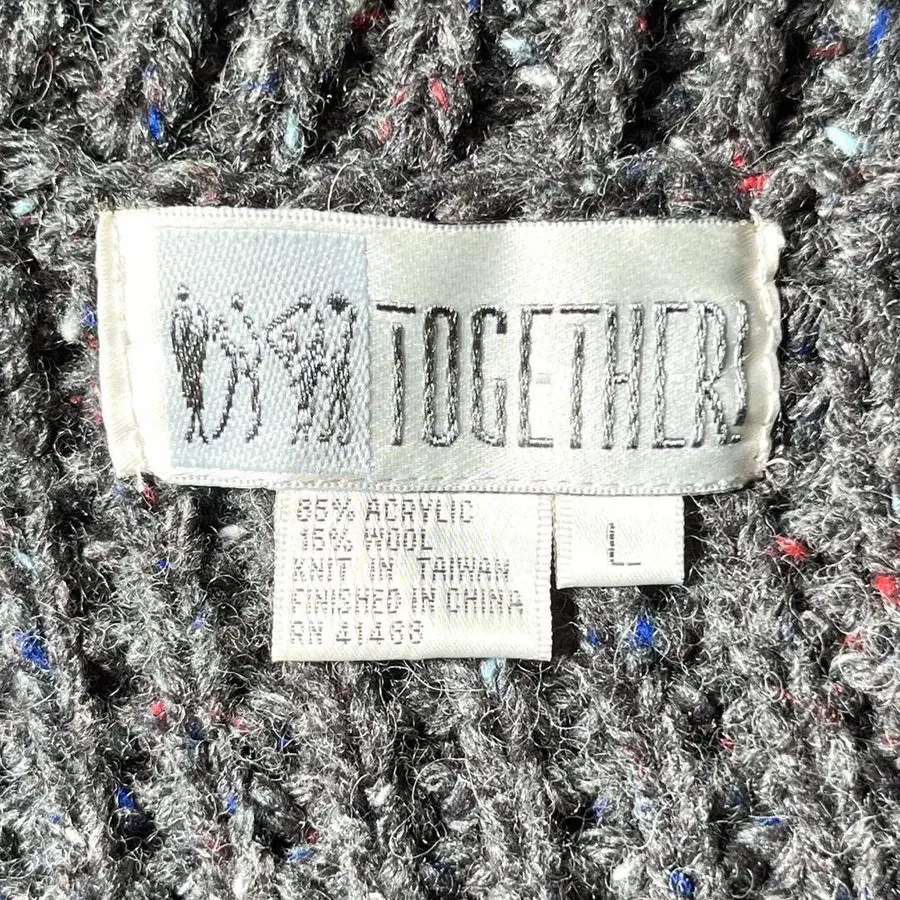 TOGETHER!
85% ACRYLIC
15% WOOL
KNIT IN TAIWAN
FINISHED IN CHINA
RN 41468
L